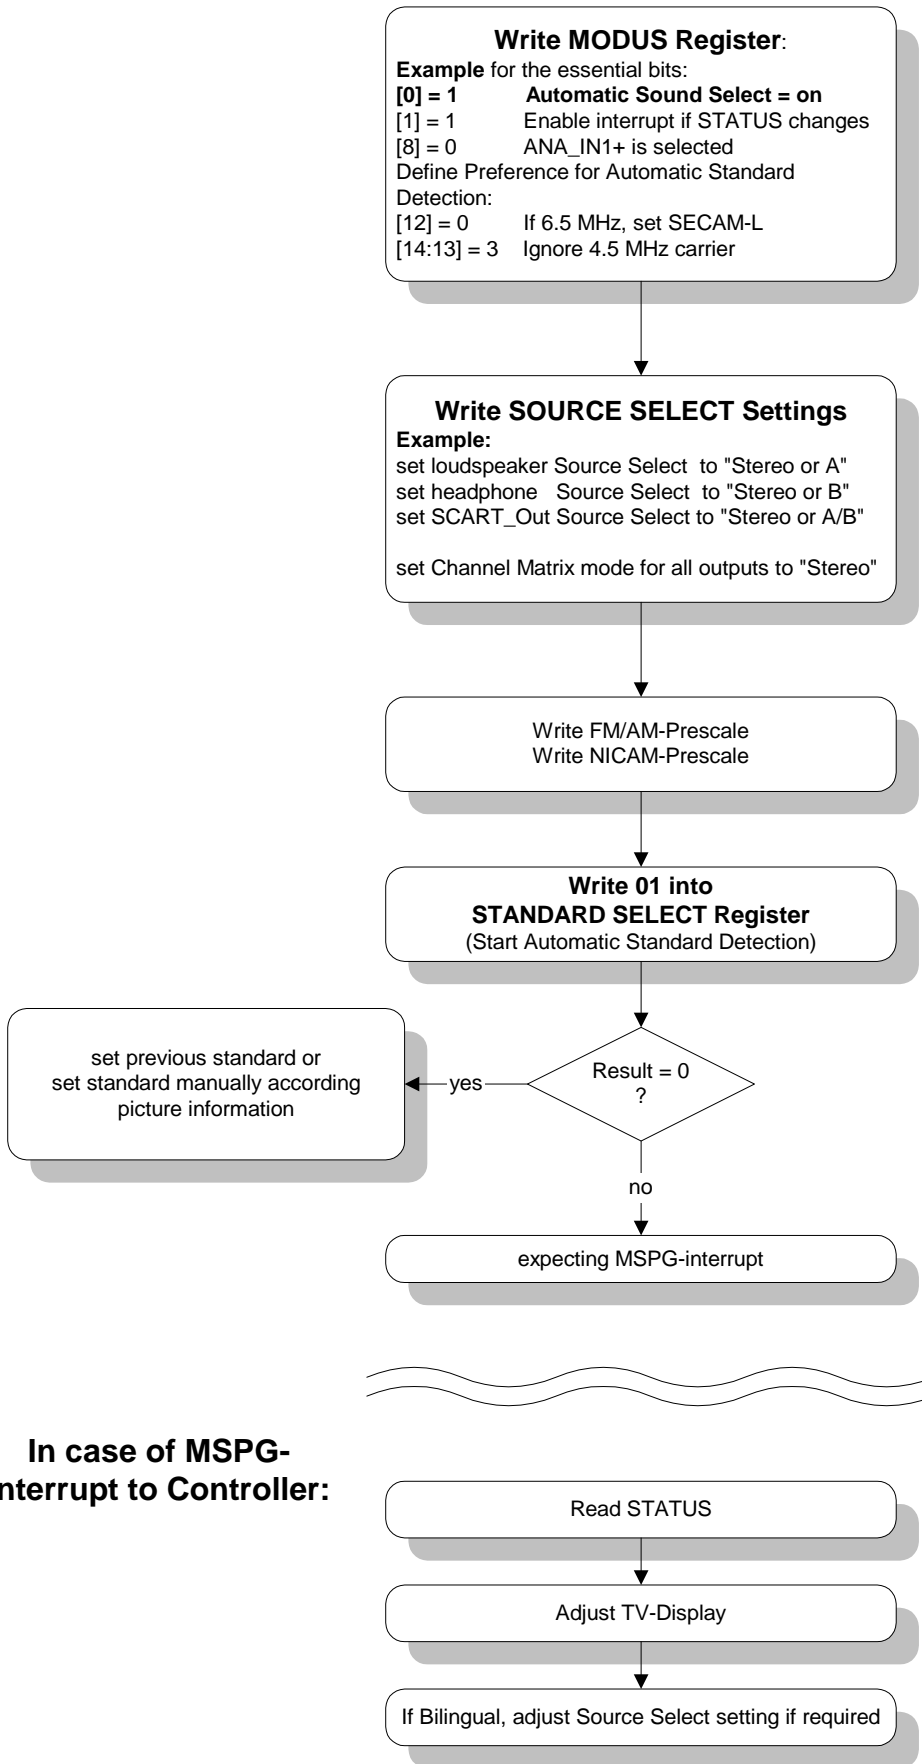 Write MODUS Register:
Example for the essential bits:
[0] = 1 Automatic Sound Select = on
[1] = 1 Enable interrupt if STATUS changes
[8] = 0 ANA_IN1+ is selected
Define Preference for Automatic Standard
Detection:
[12] = 0 If 6.5 MHz, set SECAM-L
[14:13] = 3 Ignore 4.5 MHz carrier
Write SOURCE SELECT Settings
Example:
set loudspeaker Source Select to "Stereo or A"
set headphone Source Select to "Stereo or B"
set SCART_Out Source Select to "Stereo or A/B"
set Channel Matrix mode for all outputs to "Stereo"
Write FM/AM-Prescale
Write NICAM-Prescale
Write 01 into
STANDARD SELECT Register
(Start Automatic Standard Detection)
Result = 0
?
yes
set previous standard or
set standard manually according
picture information
no
expecting MSPG-interrupt
In case of MSPG-
nterrupt to Controller:
Read STATUS
Adjust TV-Display
If Bilingual, adjust Source Select setting if required